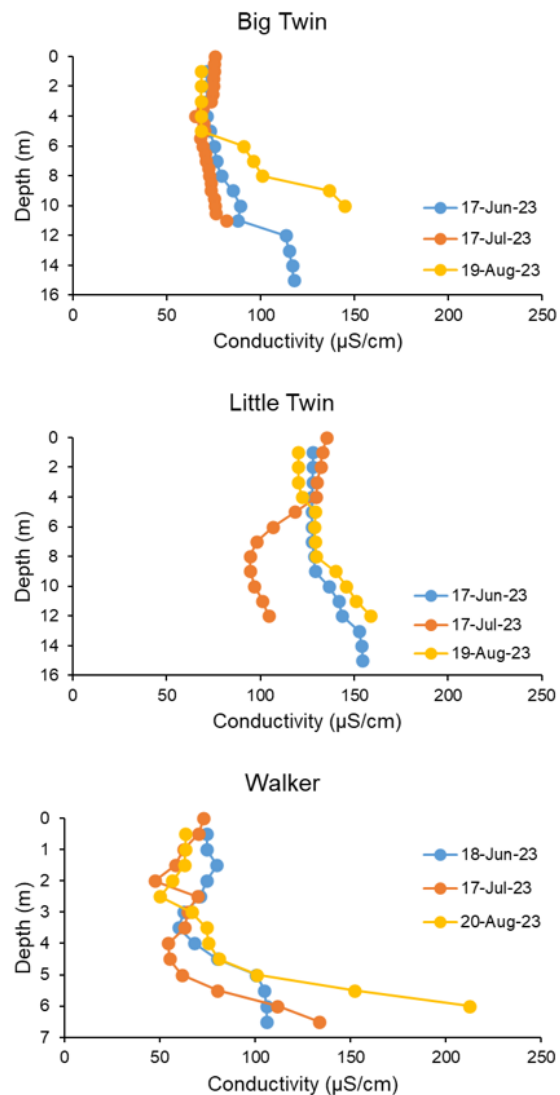 Big Twin
0
2
4
6
8
10
12
14
16
Depth (m)
17-Jun-23
17-Jul-23
19-Aug-23
0 50 100 150 200 250
Conductivity (µS/cm)
Little Twin
0
2
4
6
8
10
12
14
16
Depth (m)
17-Jun-23
17-Jul-23
19-Aug-23
0 50 100 150 200 250
Conductivity (µS/cm)
Walker
0
1
2
3
4
5
6
7
Depth (m)
18-Jun-23
17-Jul-23
20-Aug-23
0 50 100 150 200 250
Conductivity (µS/cm)